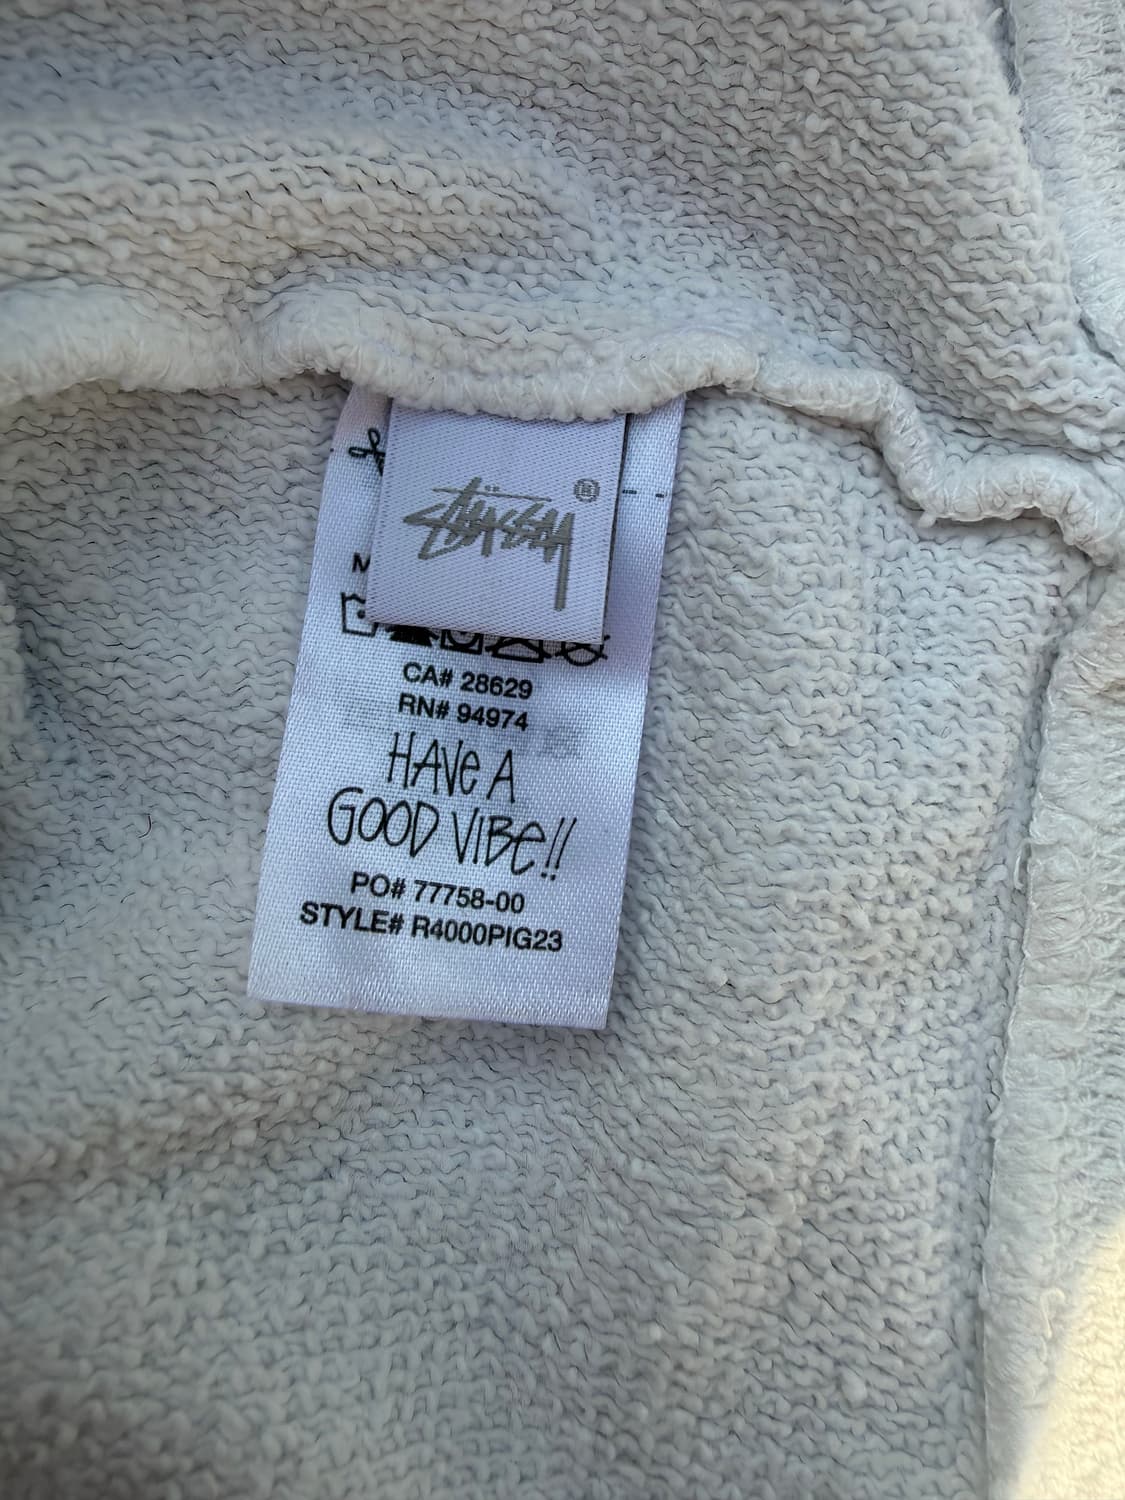 STÜSSY®
M
CA# 28629
RN# 94974
HAVE A
GOOD VIBE!!
PO# 77758-00
STYLE# R4000PIG23